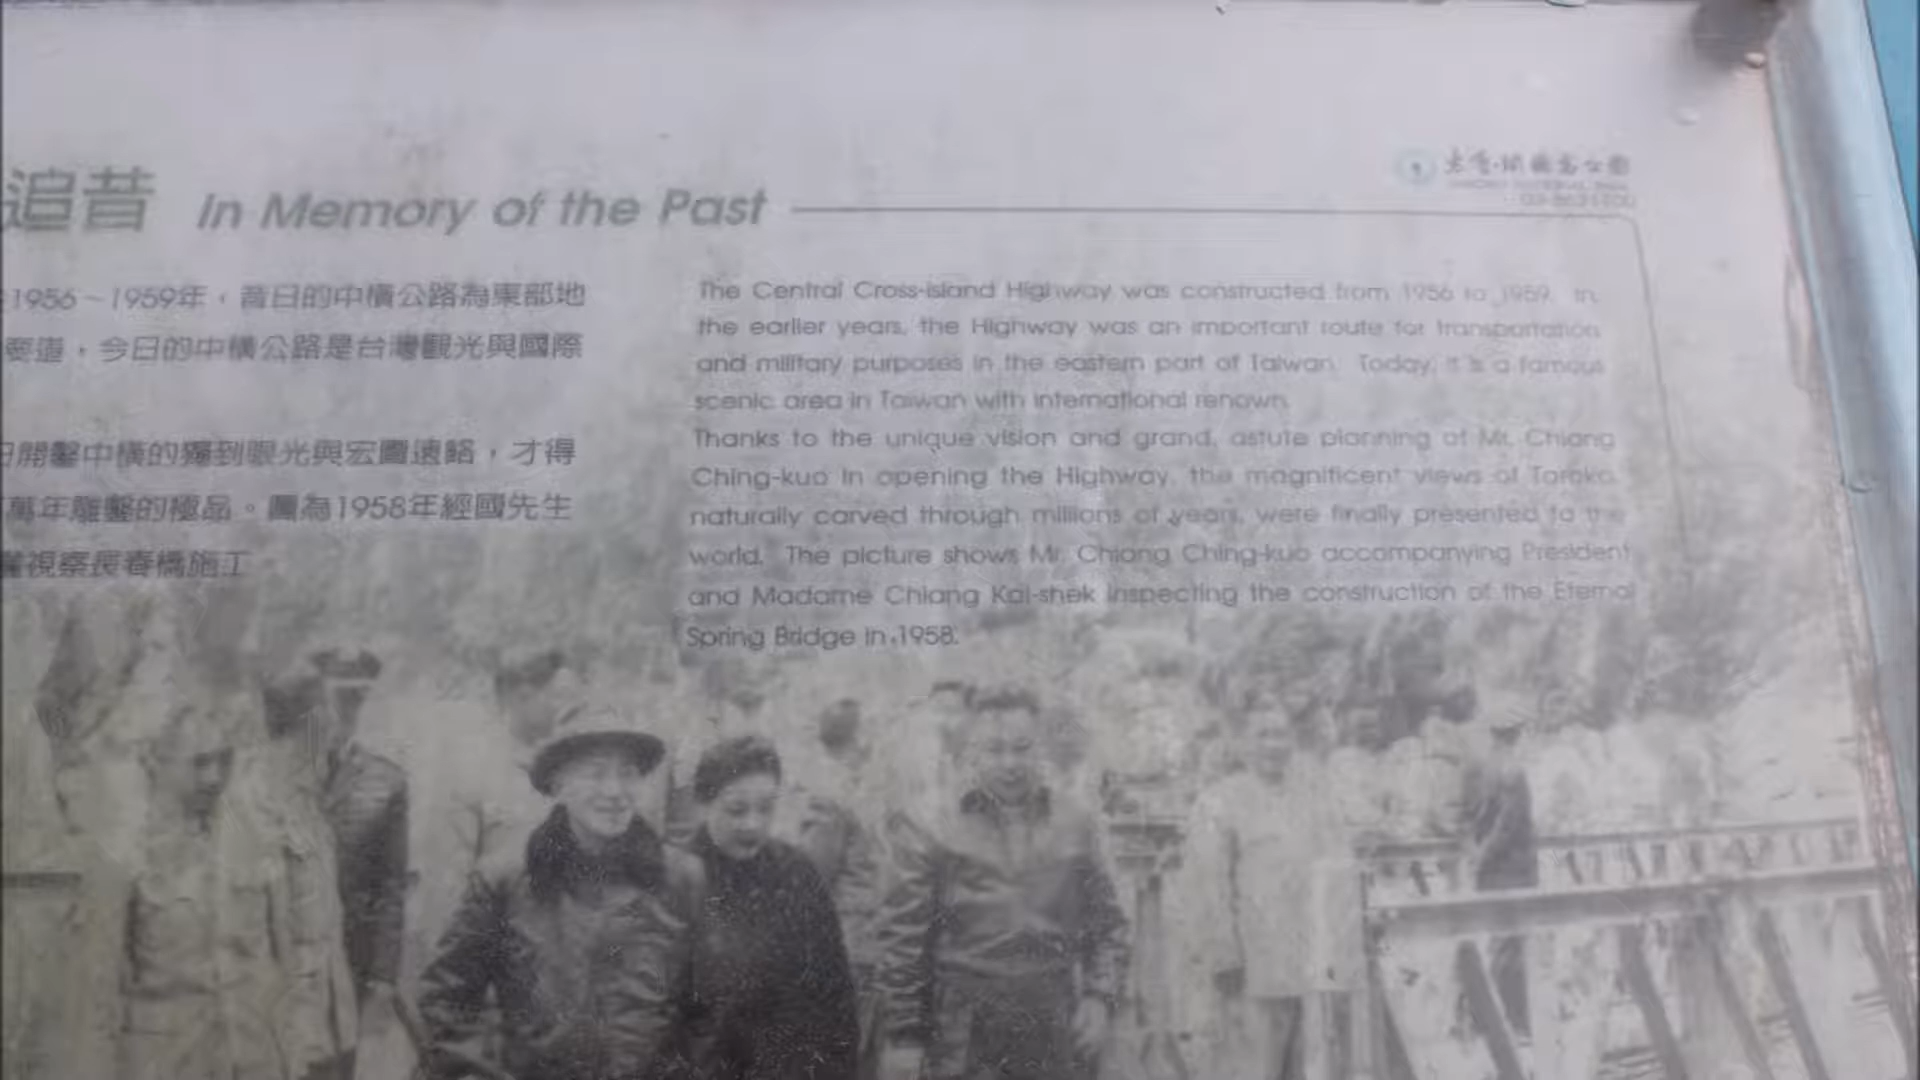 追昔 In Memory of the Past
1956~1959年，昔日的中橫公路為東部地
要道，今日的中橫公路是台灣觀光與國際
開鑿中橫的獨到眼光與宏圖遠略，才得
萬年雕鑿的極品。圖為1958年經國先生
視察長春橋施工
The Central Cross-island Highway was constructed from 1956 to 1959. In
the earlier years, the Highway was an important route for transportation
and military purposes in the eastern part of Taiwan. Today, it is a famous
scenic area in Taiwan with international renown.
Thanks to the unique vision and grand, astute planning of Mr. Chiang
Ching-kuo in opening the Highway, the magnificent views of Taroko,
naturally carved through millions of years, were finally presented to the
world. The picture shows Mr. Chiang Ching-kuo accompanying President
and Madame Chiang Kai-shek inspecting the construction of the Eternal
Spring Bridge in 1958.